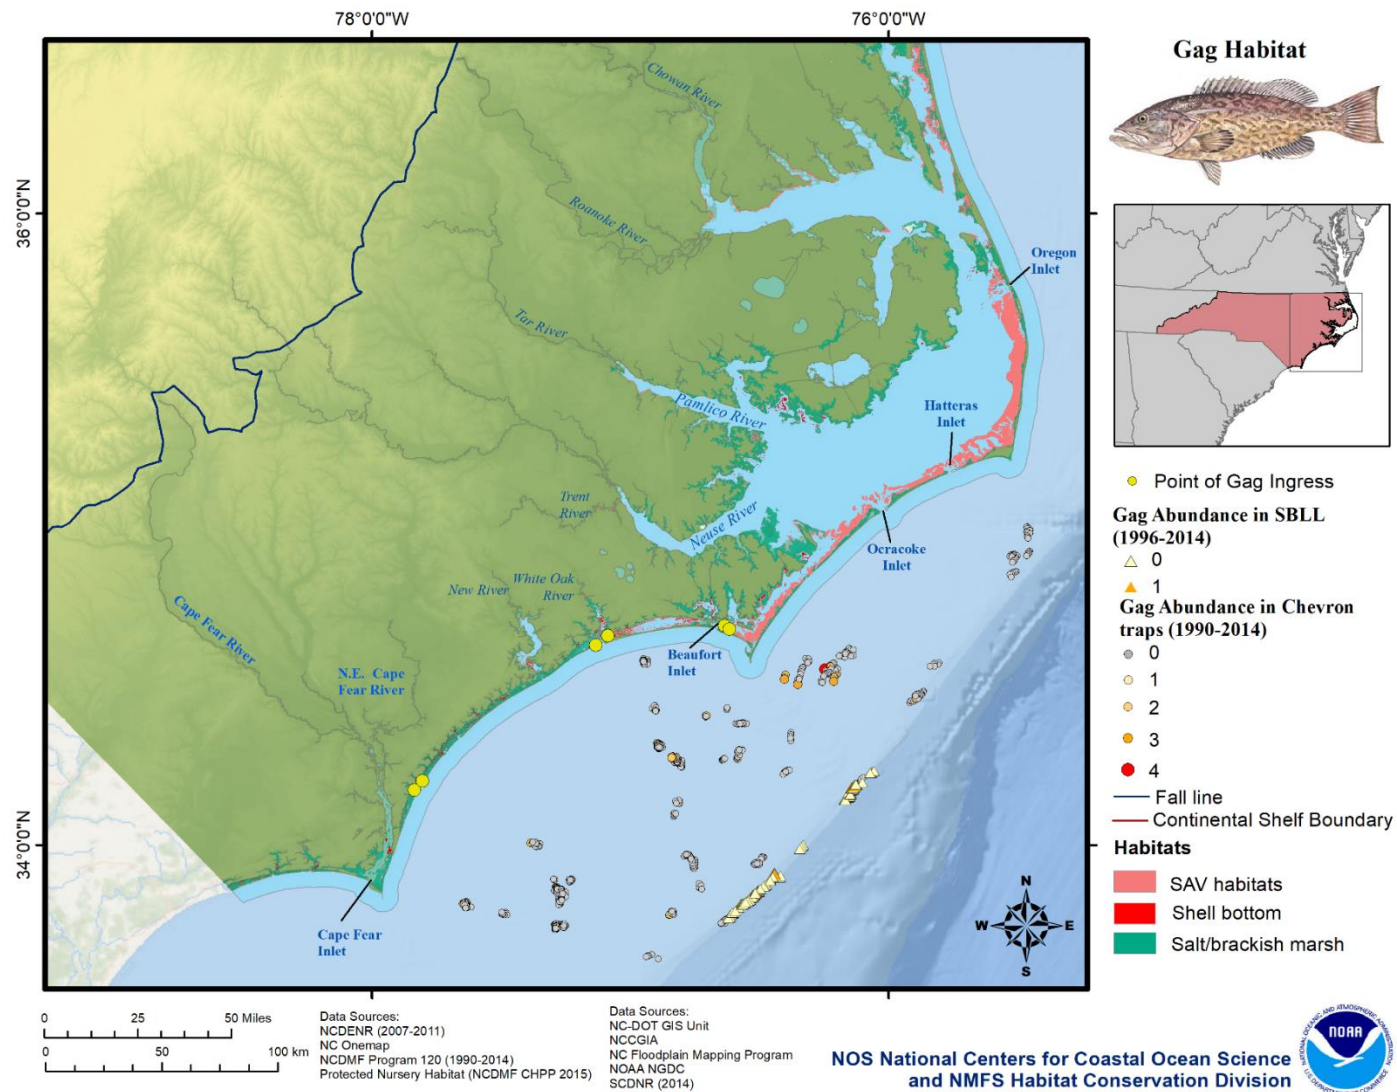 78°0'0"W
76°0'0"W
36°0'0"N
34°0'0"N
Chowan River
Roanoke River
Tar River
Pamlico River
Oregon
Inlet
Hatteras
Inlet
Trent
River
Neuse River
Ocracoke
Inlet
New River
White Oak
River
Cape Fear River
Beaufort
Inlet
N.E. Cape
Fear River
Cape Fear
Inlet
N
W
E
S
Gag Habitat
Point of Gag Ingress
Gag Abundance in SBLL
(1996-2014)
0
1
Gag Abundance in Chevron
traps (1990-2014)
0
1
2
3
4
Fall line
Continental Shelf Boundary
Habitats
SAV habitats
Shell bottom
Salt/brackish marsh
0 25 50 Miles
0 50 100 km
Data Sources:
NCDENR (2007-2011)
NC Onemap
NCDMF Program 120 (1990-2014)
Protected Nursery Habitat (NCDMF CHPP 2015)
Data Sources:
NC-DOT GIS Unit
NCCGIA
NC Floodplain Mapping Program
NOAA NGDC
SCDNR (2014)
NOS National Centers for Coastal Ocean Science
and NMFS Habitat Conservation Division
NOAA